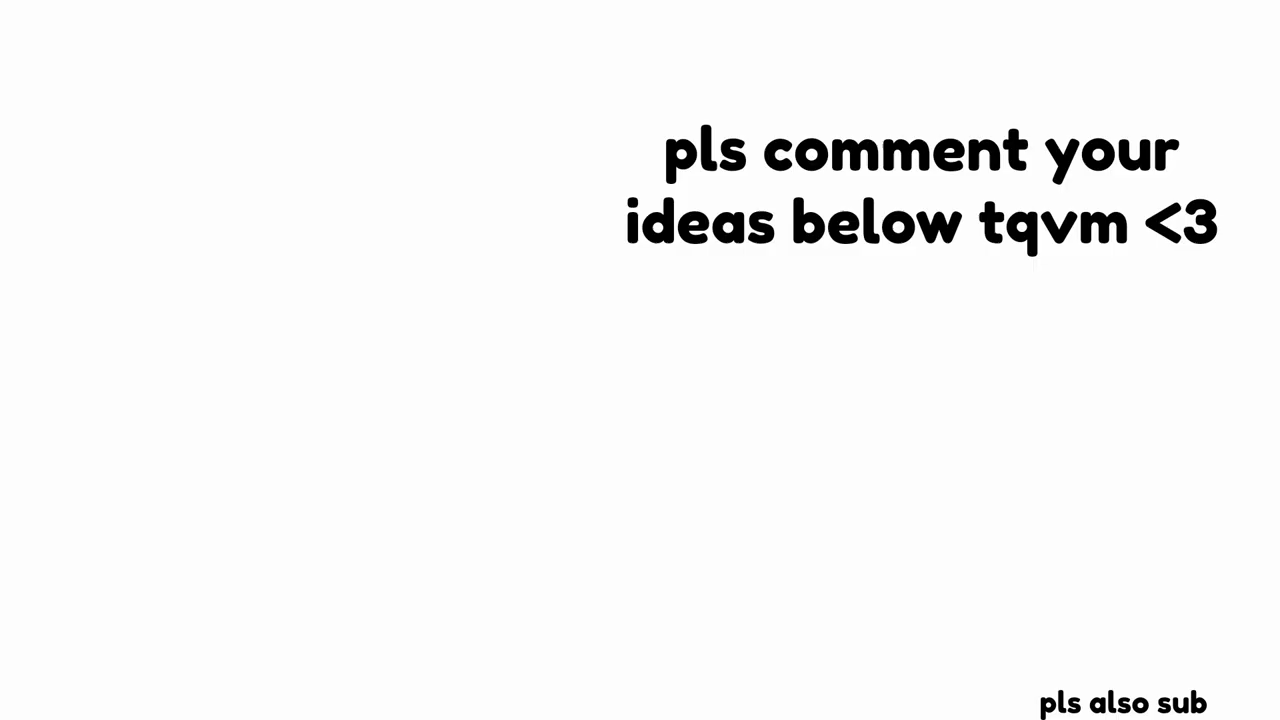 pls comment your
ideas below tqvm <3
pls also sub